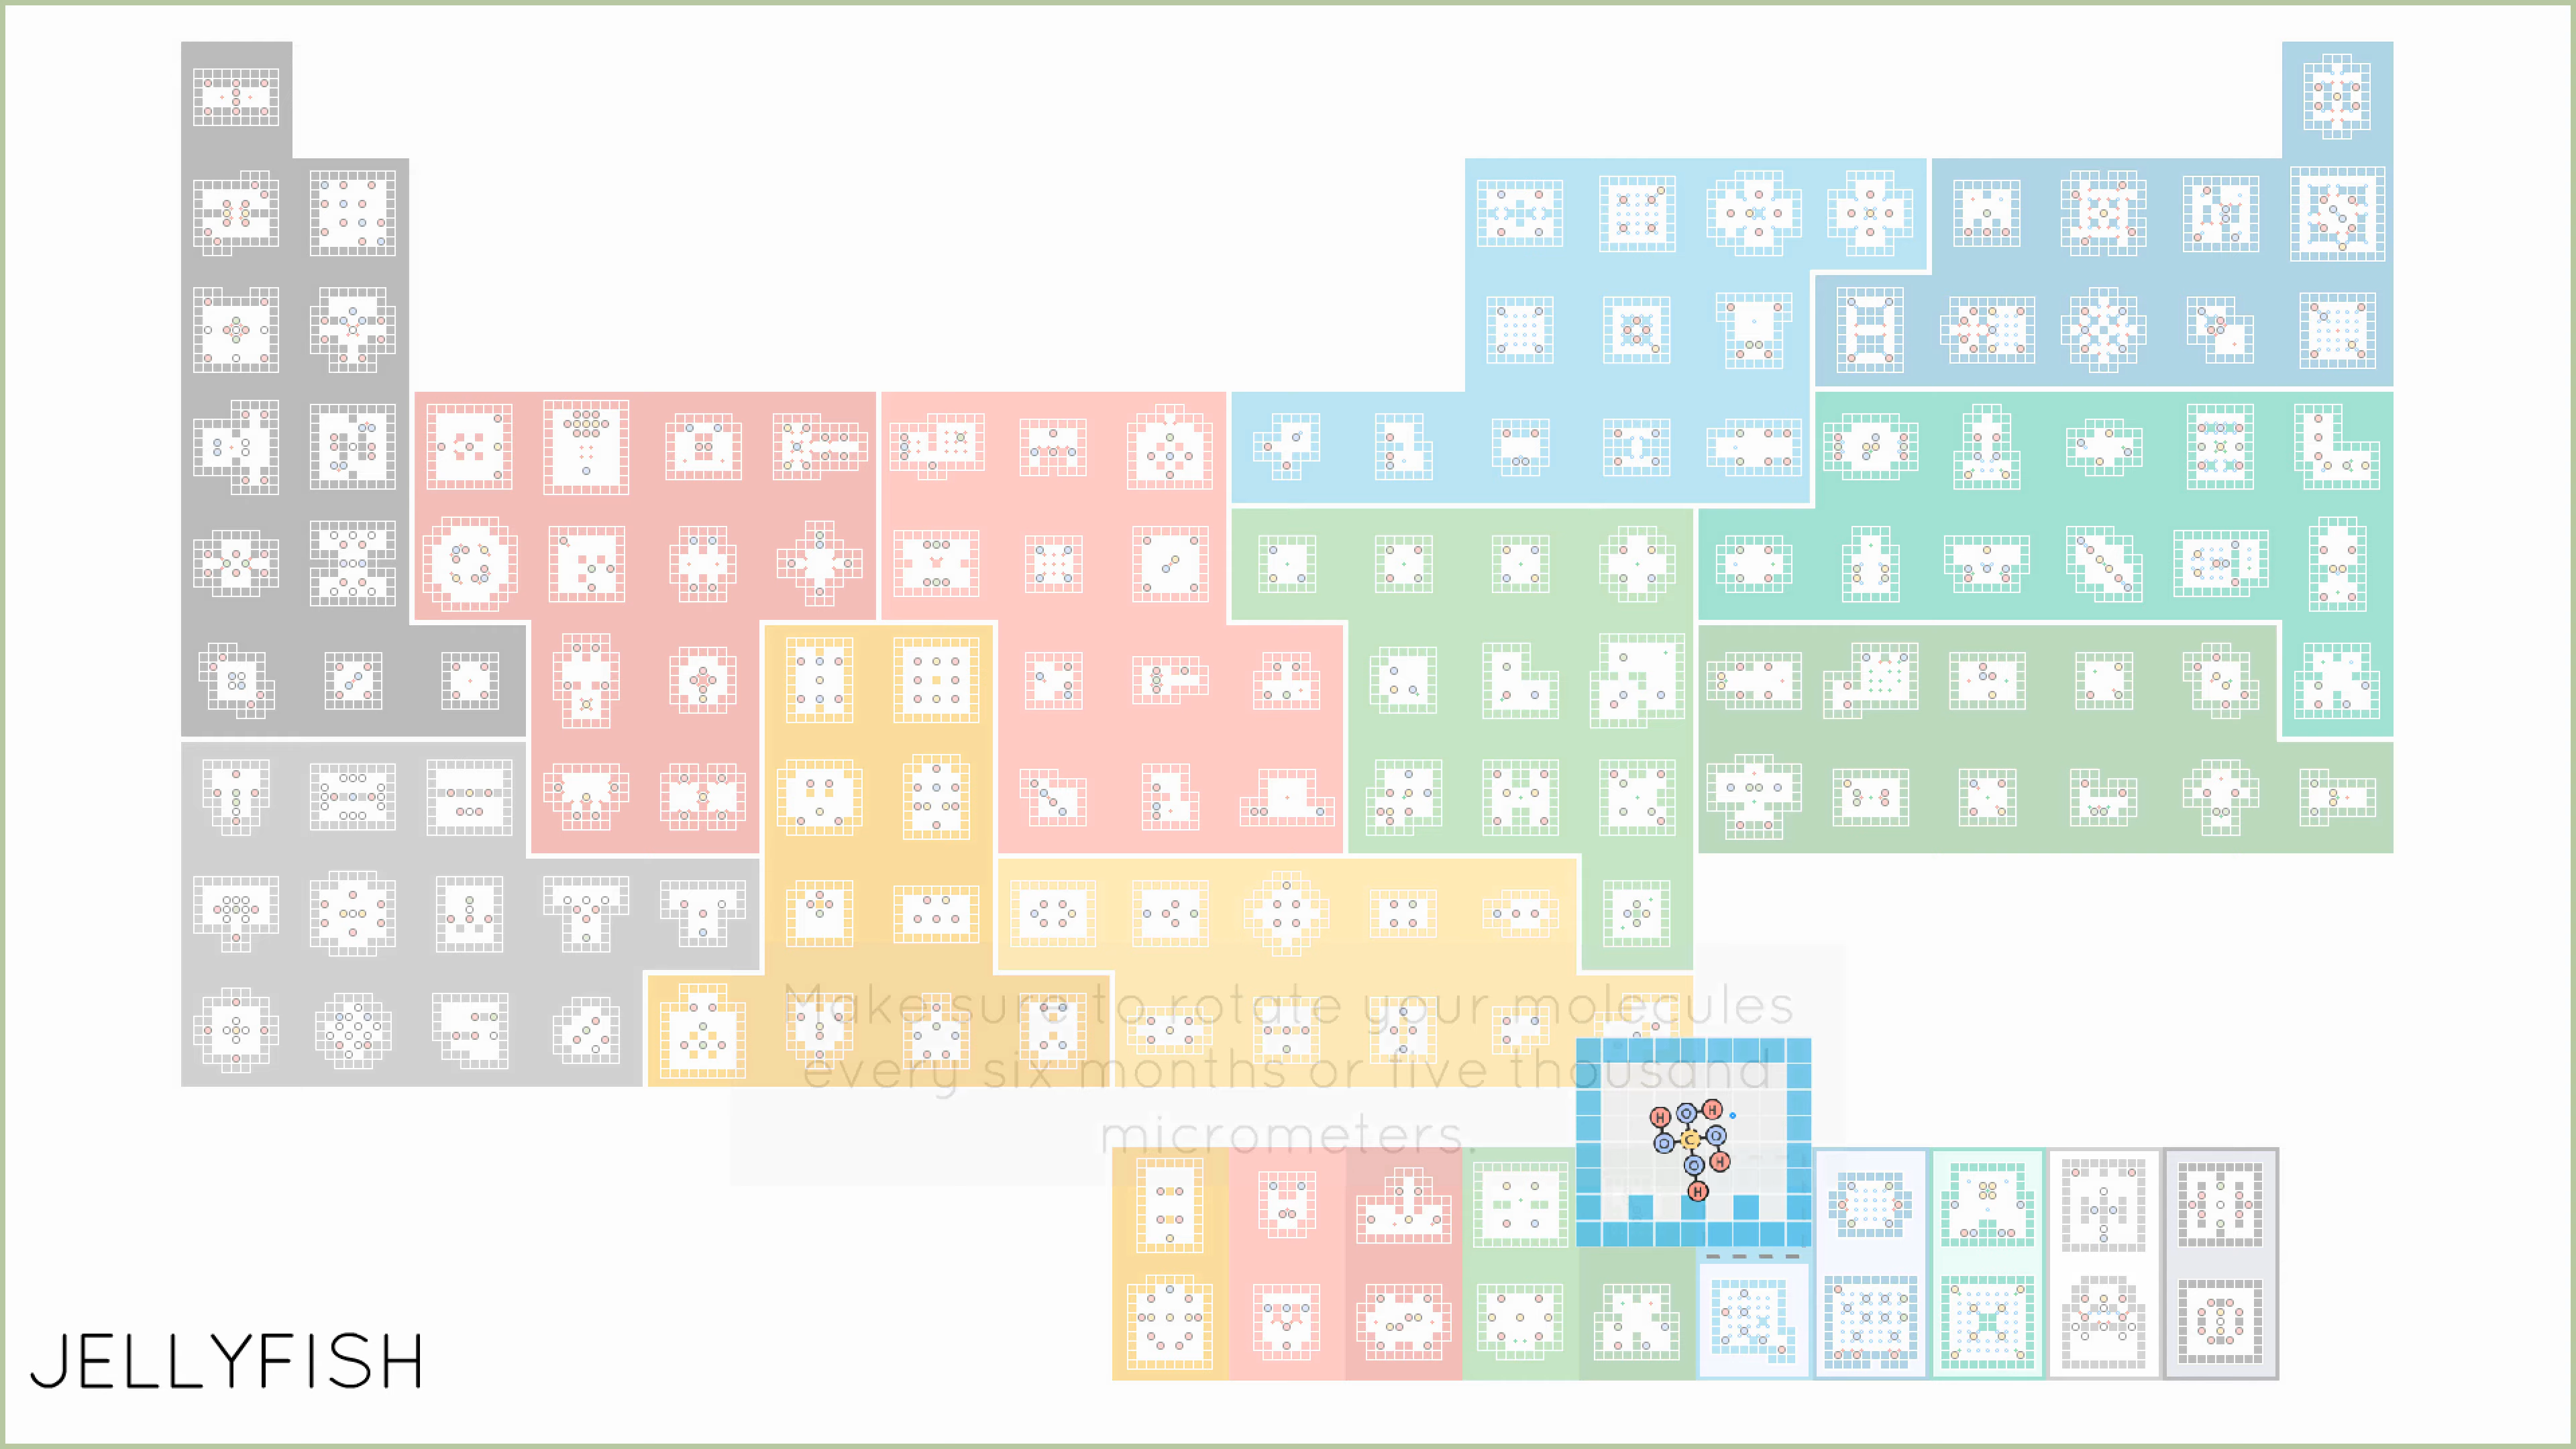 Make sure to rotate your molecules
every six months or five thousand
micrometers.
H O H
O C O
O H
H
JELLYFISH